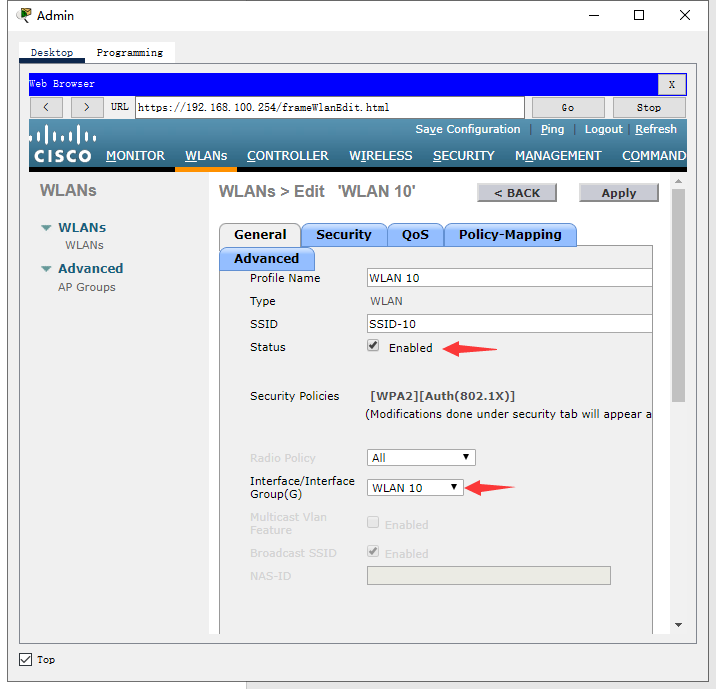 Admin
Desktop Programming
Web Browser X
< > URL https://192.168.100.254/frameWlanEdit.html Go Stop
Save Configuration | Ping | Logout | Refresh
CISCO MONITOR WLANs CONTROLLER WIRELESS SECURITY MANAGEMENT COMMAND
WLANs WLANs > Edit 'WLAN 10' < BACK Apply
WLANs
WLANs
Advanced
AP Groups
General Security QoS Policy-Mapping
Advanced
Profile Name WLAN 10
Type WLAN
SSID SSID-10
Status Enabled
Security Policies [WPA2][Auth(802.1X)]
(Modifications done under security tab will appear a
Radio Policy All
Interface/Interface
Group(G) WLAN 10
Multicast Vlan
Feature Enabled
Broadcast SSID Enabled
NAS-ID
Top